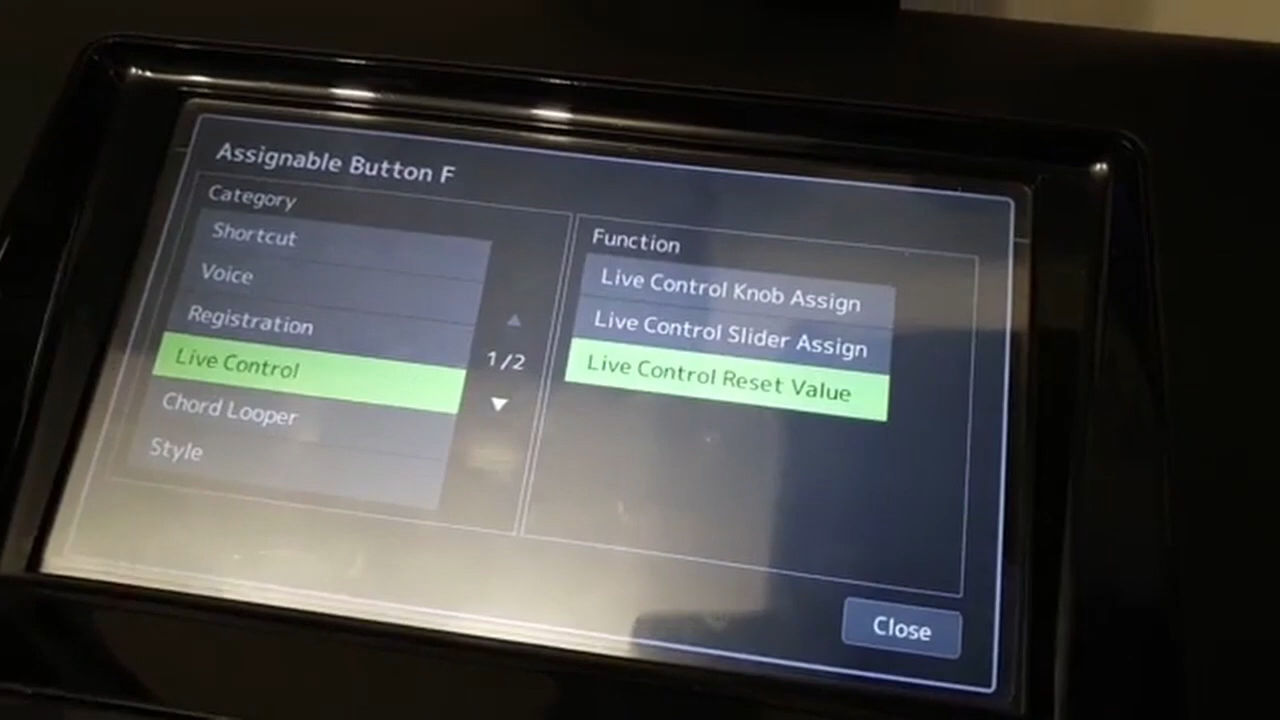 Assignable Button F
Category
Shortcut
Voice
Registration
Live Control
Chord Looper
Style
1/2
Function
Live Control Knob Assign
Live Control Slider Assign
Live Control Reset Value
Close